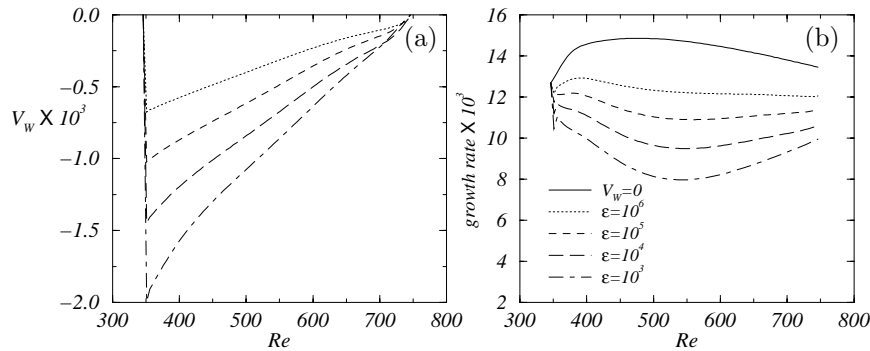 (a)
0.0
−0.5
−1.0
−1.5
−2.0
V_W X 10^3
300 400 500 600 700 800
Re
(b)
16
14
12
10
8
6
4
2
growth rate X 10^3
V_W=0
ε=10^6
ε=10^5
ε=10^4
ε=10^3
300 400 500 600 700 800
Re